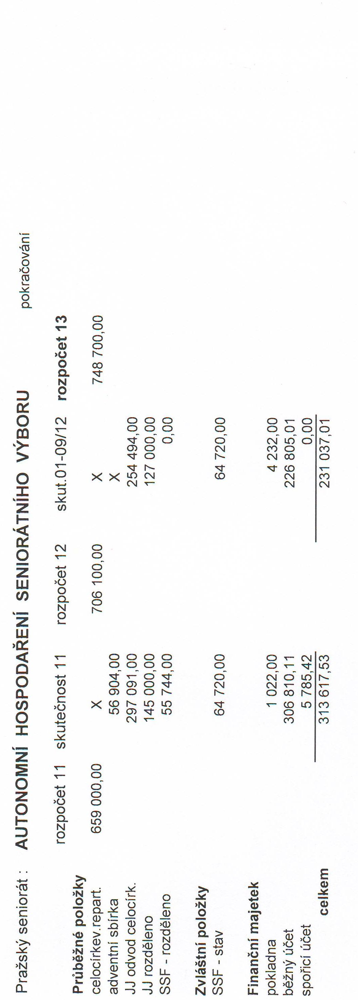 Pražský seniorát : AUTONOMNÍ HOSPODAŘENÍ SENIORÁTNÍHO VÝBORU pokračování
rozpočet 11 skutečnost 11 rozpočet 12 skut.01-09/12 rozpočet 13
Průběžné položky
celocírkev.repart. 659 000,00 X 706 100,00 X 748 700,00
adventní sbírka 56 904,00 X
JJ odvod celocírk. 297 091,00 254 494,00
JJ rozděleno 145 000,00 127 000,00
SSF - rozděleno 55 744,00 0,00
Zvláštní položky
SSF - stav 64 720,00 64 720,00
Finanční majetek
pokladna 1 022,00 4 232,00
běžný účet 306 810,11 226 805,01
spořicí účet 5 785,42 0,00
celkem 313 617,53 231 037,01